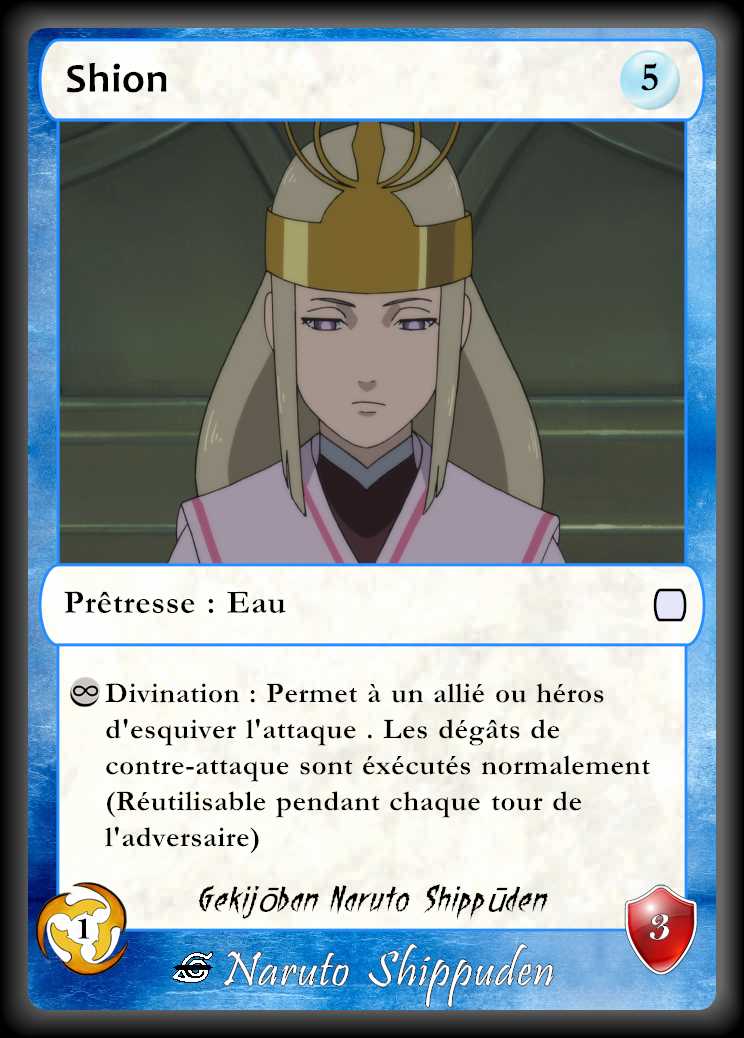 Shion
5
Prêtresse : Eau
∞ Divination : Permet à un allié ou héros
d'esquiver l'attaque . Les dégâts de
contre-attaque sont éxécutés normalement
(Réutilisable pendant chaque tour de
l'adversaire)
Gekijōban Naruto Shippūden
1
3
Naruto Shippuden